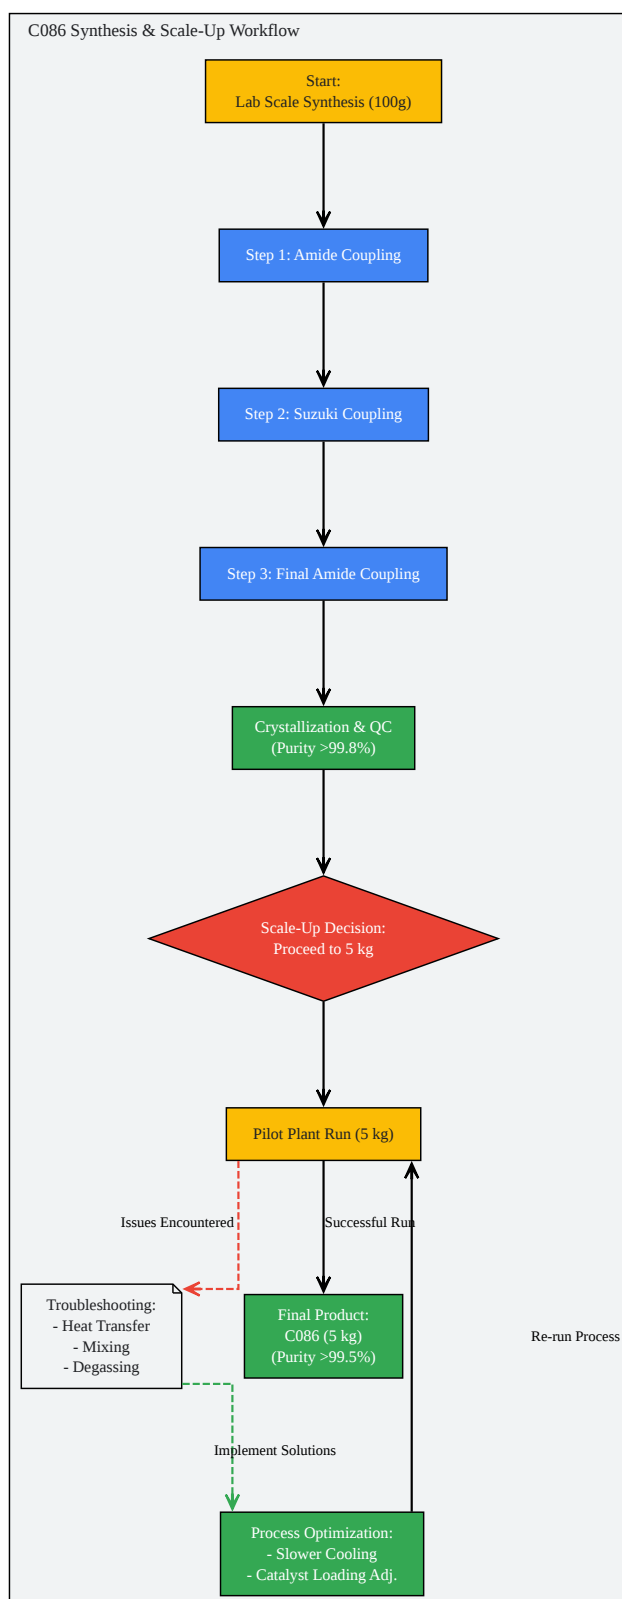 C086 Synthesis & Scale-Up Workflow
Start:
Lab Scale Synthesis (100g)
Step 1: Amide Coupling
Step 2: Suzuki Coupling
Step 3: Final Amide Coupling
Crystallization & QC
(Purity >99.8%)
Scale-Up Decision:
Proceed to 5 kg
Pilot Plant Run (5 kg)
Issues Encountered
Successful Run
Troubleshooting:
- Heat Transfer
- Mixing
- Degassing
Final Product:
C086 (5 kg)
(Purity >99.5%)
Re-run Process
Implement Solutions
Process Optimization:
- Slower Cooling
- Catalyst Loading Adj.